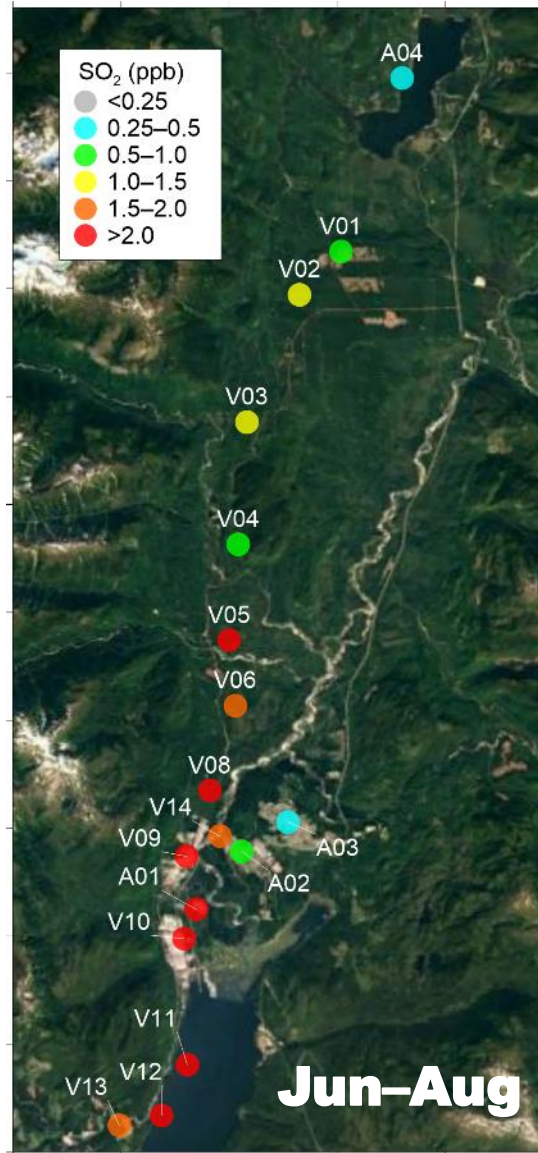 A04
SO₂ (ppb)
<0.25
0.25–0.5
0.5–1.0
1.0–1.5
1.5–2.0
>2.0
V01
V02
V03
V04
V05
V06
V08
V14
V09
A03
A01
A02
V10
V11
V12
V13
Jun–Aug